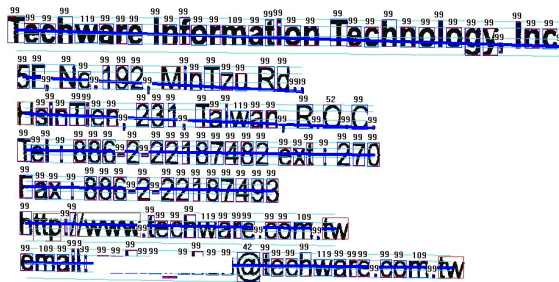 Techware Information Technology, Inc.
5F, No.192, MinTzu Rd.,
HsinTien, 231, Taiwan, R.O.C.
Tel : 886-2-22187482 ext : 270
Fax : 886-2-22187493
http://www.techware.com.tw
email: @techware.com.tw